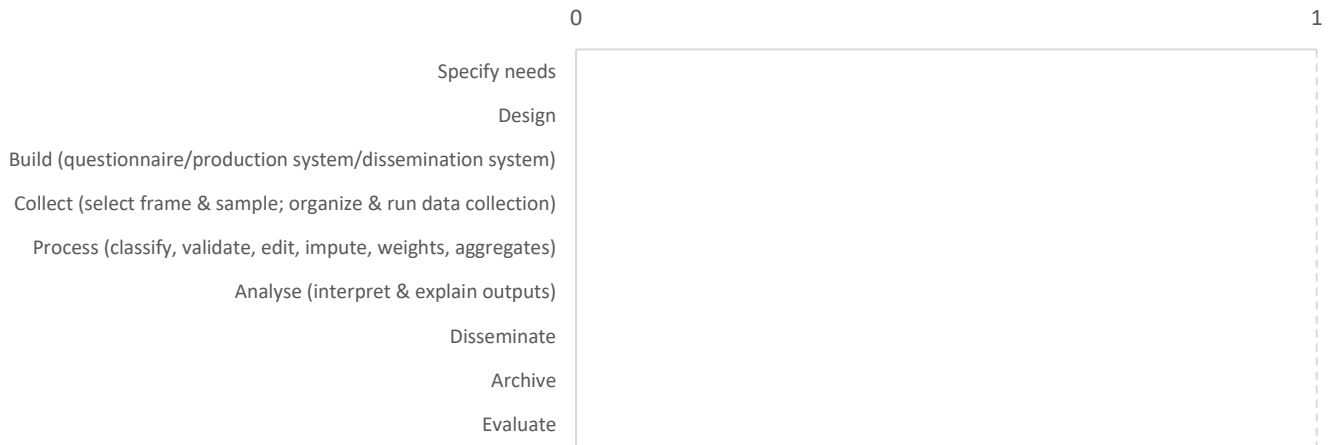 0 1
Specify needs
Design
Build (questionnaire/production system/dissemination system)
Collect (select frame & sample; organize & run data collection)
Process (classify, validate, edit, impute, weights, aggregates)
Analyse (interpret & explain outputs)
Disseminate
Archive
Evaluate